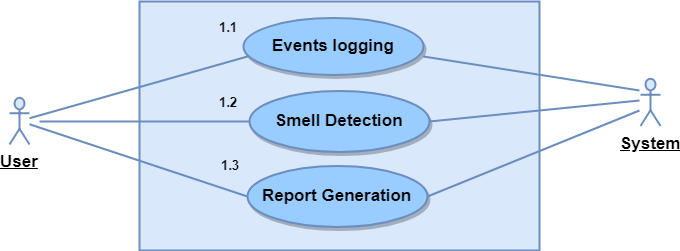 1.1
Events logging
1.2
Smell Detection
User
System
1.3
Report Generation